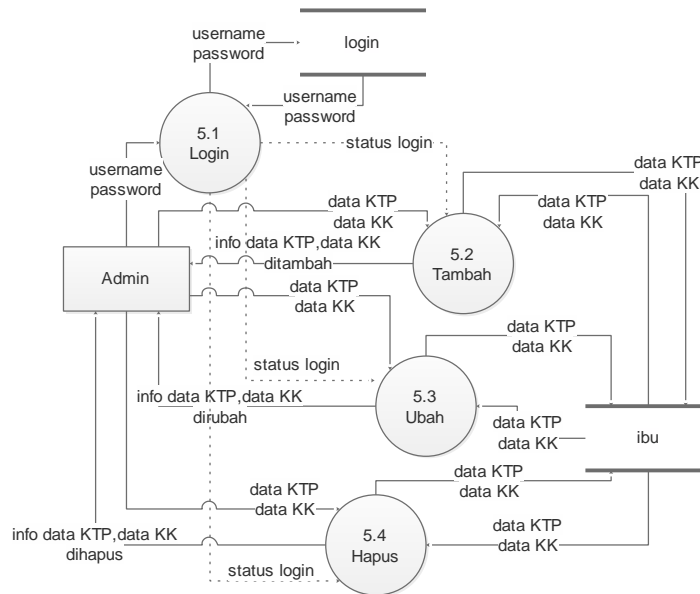 username
password
login
username
password
5.1
Login
status login
username
password
data KTP
data KK
data KTP
data KK
data KTP
data KK
info data KTP,data KK
ditambah
5.2
Tambah
Admin
data KTP
data KK
data KTP
data KK
status login
5.3
Ubah
info data KTP,data KK
dirubah
data KTP
data KK
ibu
data KTP
data KK
data KTP
data KK
info data KTP,data KK
dihapus
5.4
Hapus
data KTP
data KK
status login